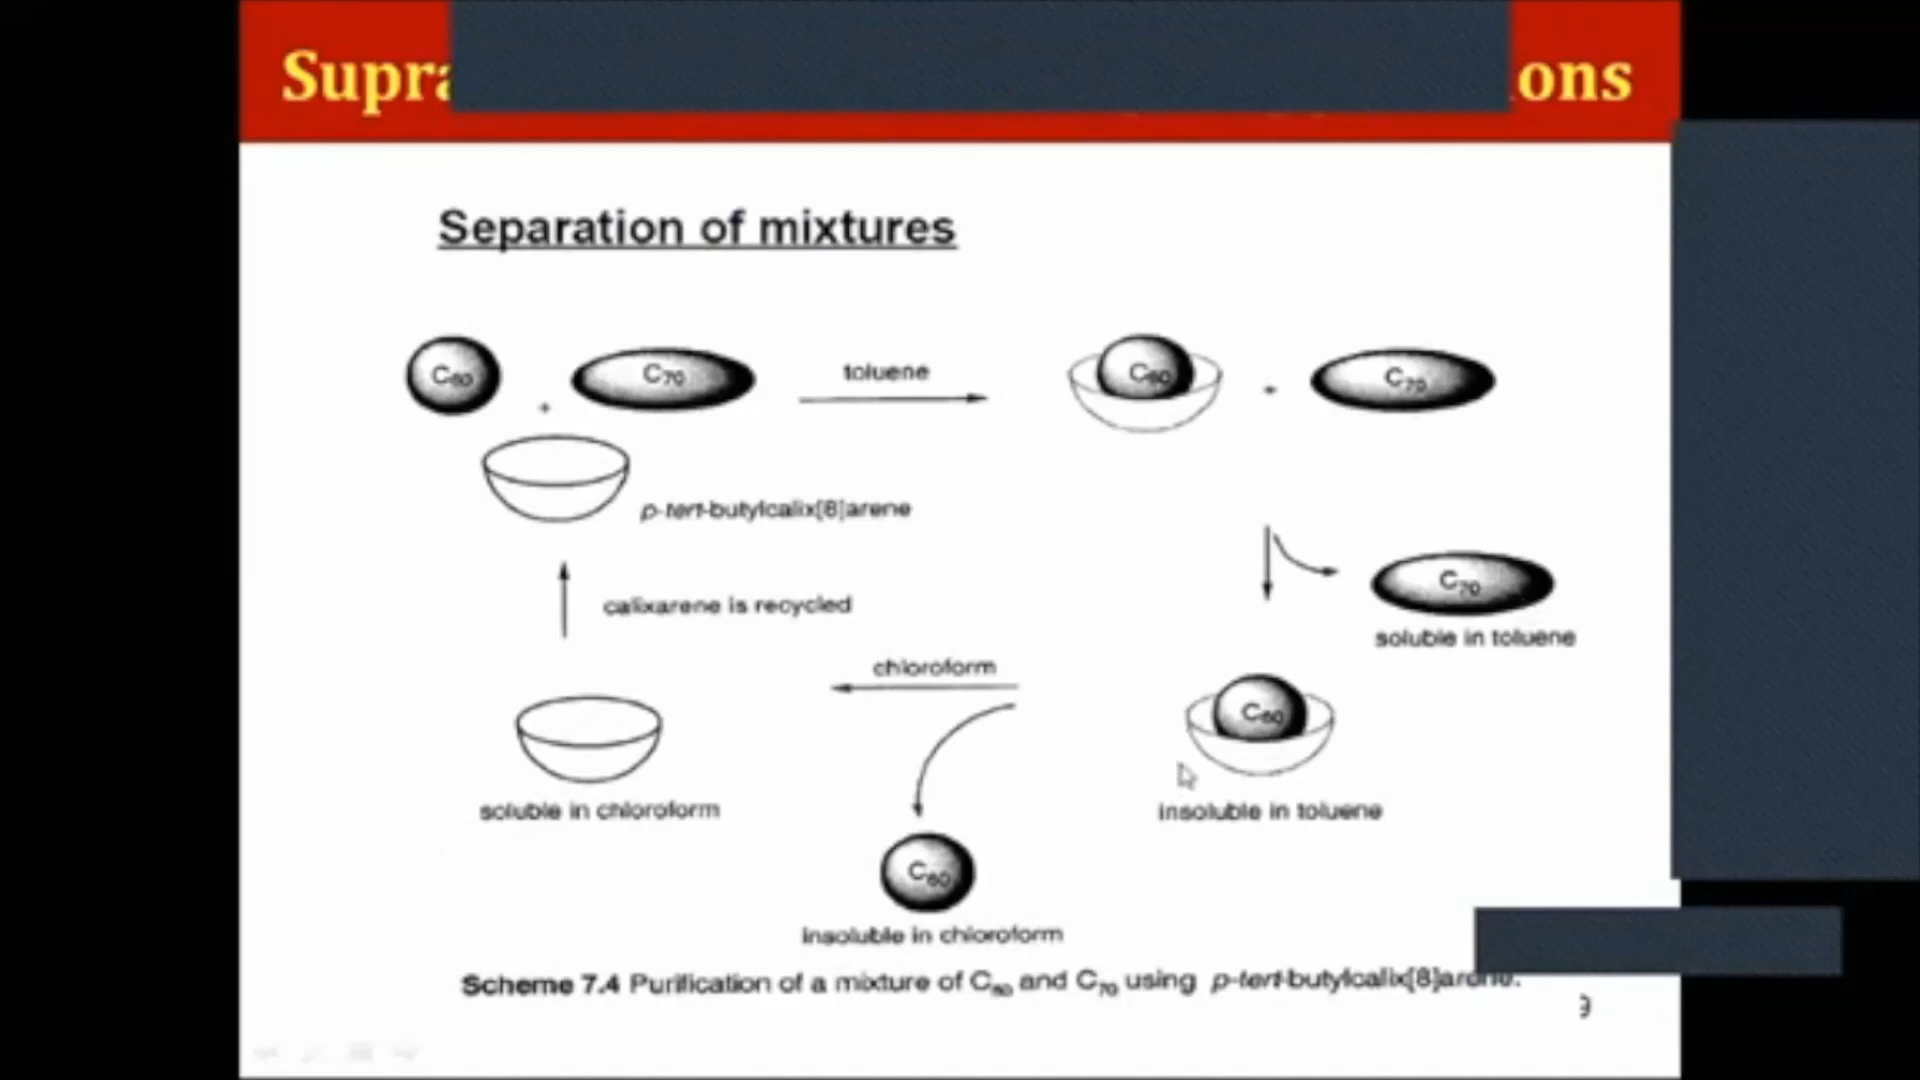 Separation of mixtures
C60
C70
toluene
C60
C70
+
p-tert-butylcalix[8]arene
C70
calixarene is recycled
soluble in toluene
chloroform
C60
soluble in chloroform
insoluble in toluene
C60
insoluble in chloroform
Scheme 7.4 Purification of a mixture of C60 and C70 using p-tert-butylcalix[8]arene.